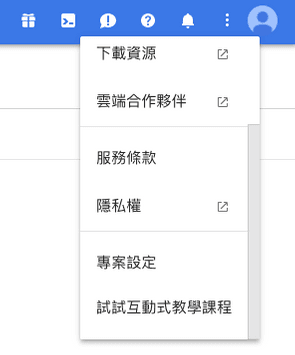 下載資源
雲端合作夥伴
服務條款
隱私權
專案設定
試試互動式教學課程